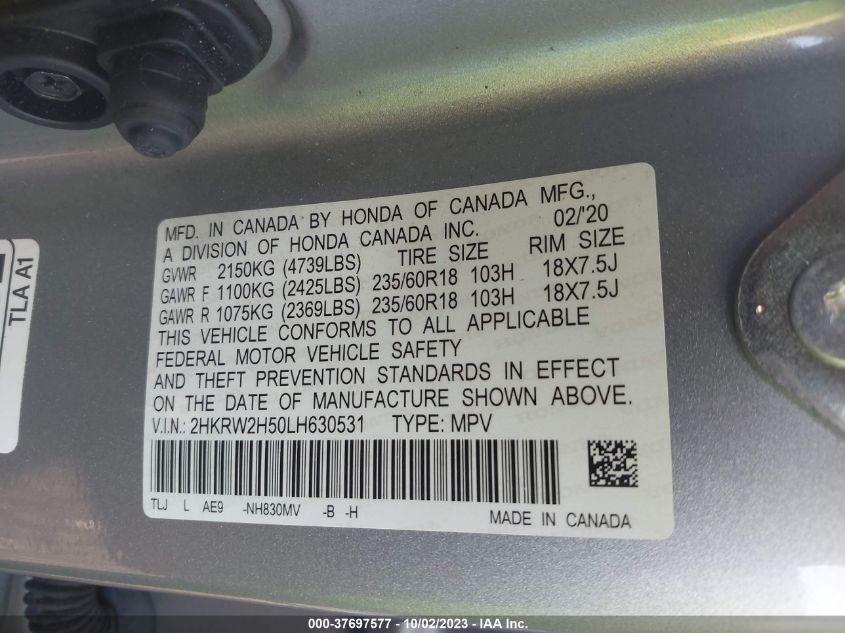 MFD. IN CANADA BY HONDA OF CANADA MFG.,
A DIVISION OF HONDA CANADA INC. 02/'20
GVWR 2150KG (4739LBS) TIRE SIZE RIM SIZE
GAWR F 1100KG (2425LBS) 235/60R18 103H 18X7.5J
GAWR R 1075KG (2369LBS) 235/60R18 103H 18X7.5J
THIS VEHICLE CONFORMS TO ALL APPLICABLE
FEDERAL MOTOR VEHICLE SAFETY
AND THEFT PREVENTION STANDARDS IN EFFECT
ON THE DATE OF MANUFACTURE SHOWN ABOVE.
V.I.N.: 2HKRW2H50LH630531 TYPE: MPV
TLJ L AE9 -NH830MV -B -H
MADE IN CANADA
TLA A1
000-37697577 - 10/02/2023 - COPYRIGHT IAA, LLC.